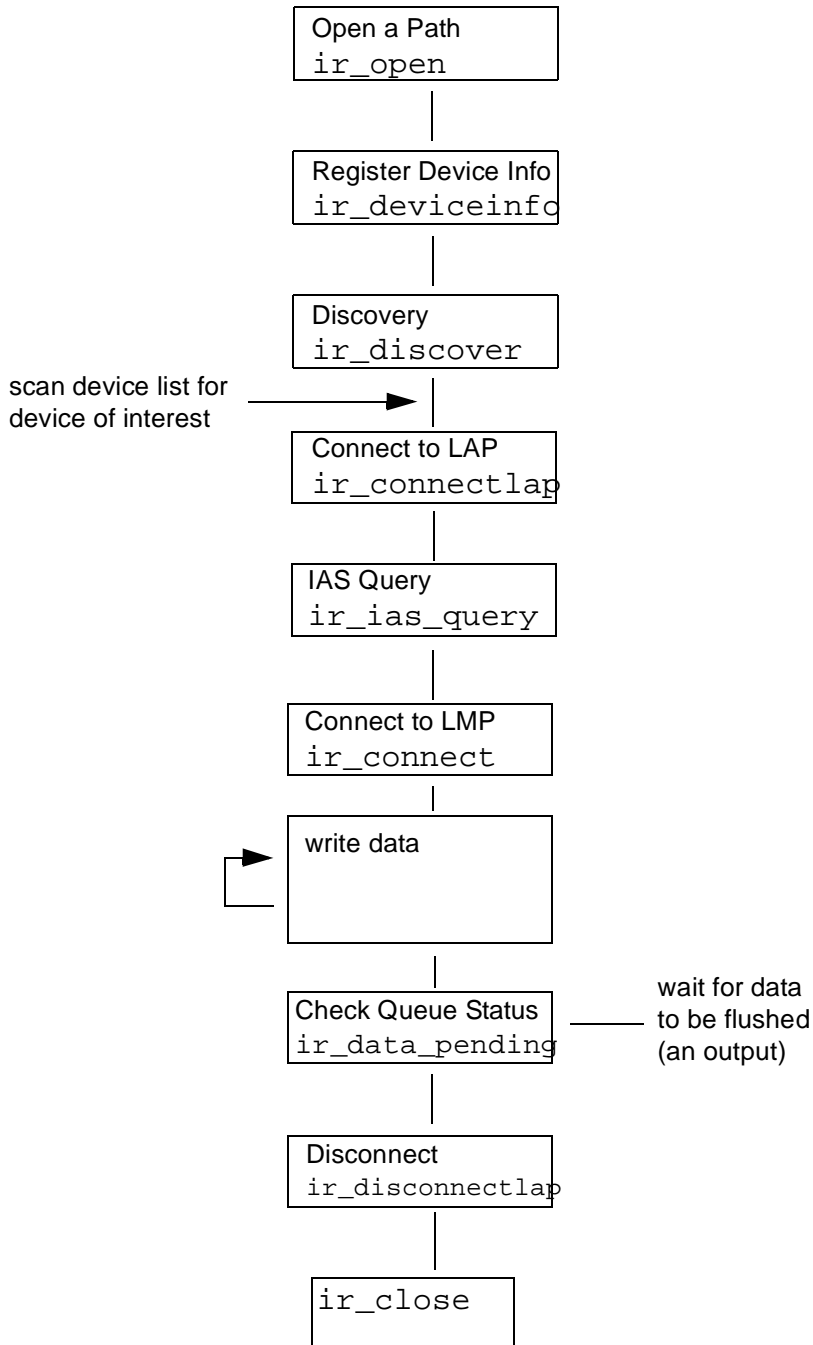 Open a Path
ir_open
Register Device Info
ir_deviceinfo
Discovery
ir_discover
scan device list for
device of interest
Connect to LAP
ir_connectlap
IAS Query
ir_ias_query
Connect to LMP
ir_connect
write data
Check Queue Status
ir_data_pending
wait for data
to be flushed
(an output)
Disconnect
ir_disconnectlap
ir_close